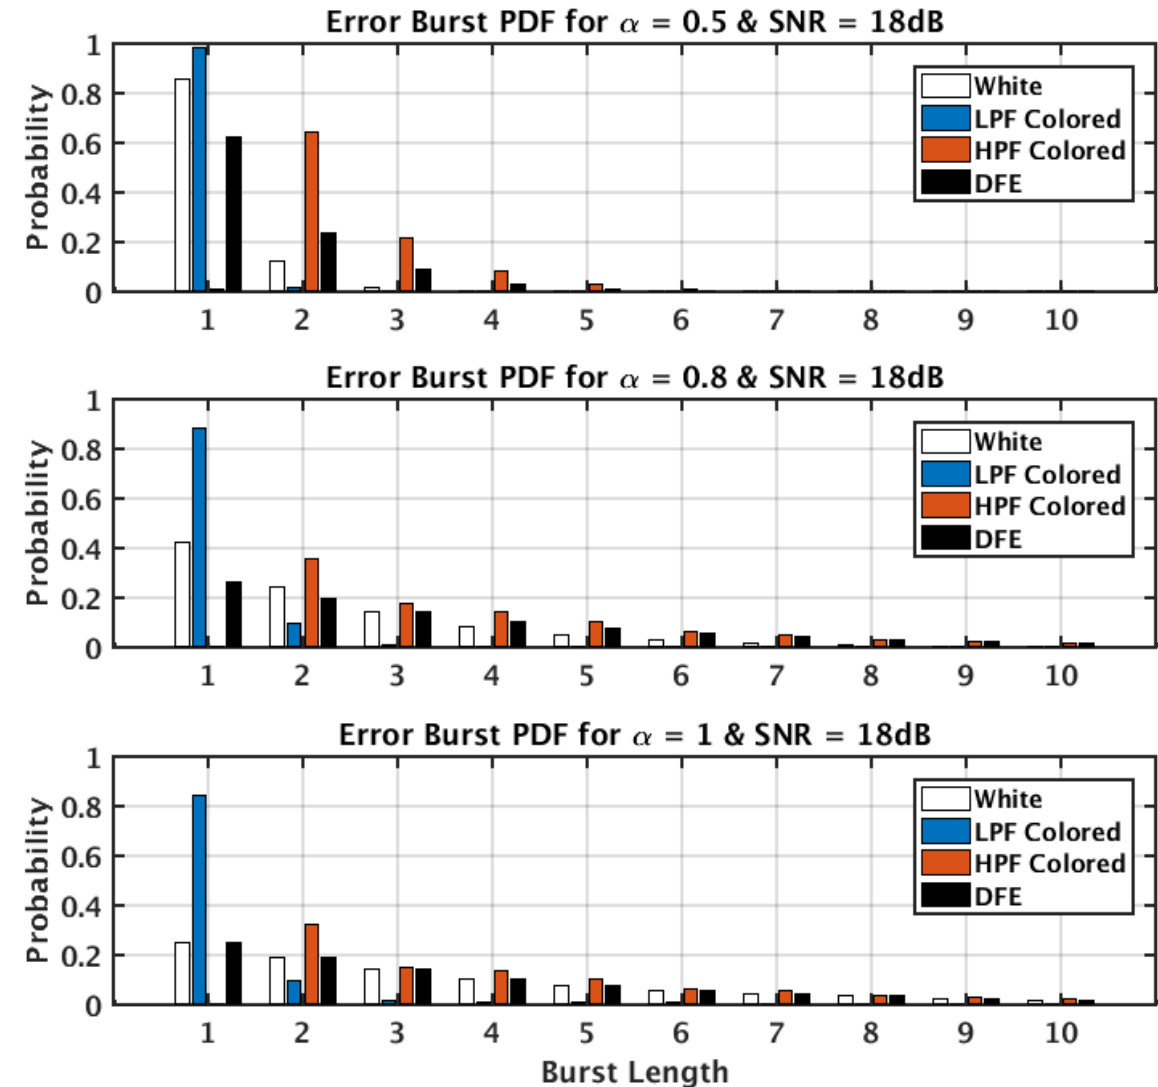 Error Burst PDF for α = 0.5 & SNR = 18dB
Probability
1
0.8
0.6
0.4
0.2
0
White
LPF Colored
HPF Colored
DFE
1 2 3 4 5 6 7 8 9 10
Error Burst PDF for α = 0.8 & SNR = 18dB
Probability
1
0.8
0.6
0.4
0.2
0
White
LPF Colored
HPF Colored
DFE
1 2 3 4 5 6 7 8 9 10
Error Burst PDF for α = 1 & SNR = 18dB
Probability
1
0.8
0.6
0.4
0.2
0
White
LPF Colored
HPF Colored
DFE
1 2 3 4 5 6 7 8 9 10
Burst Length